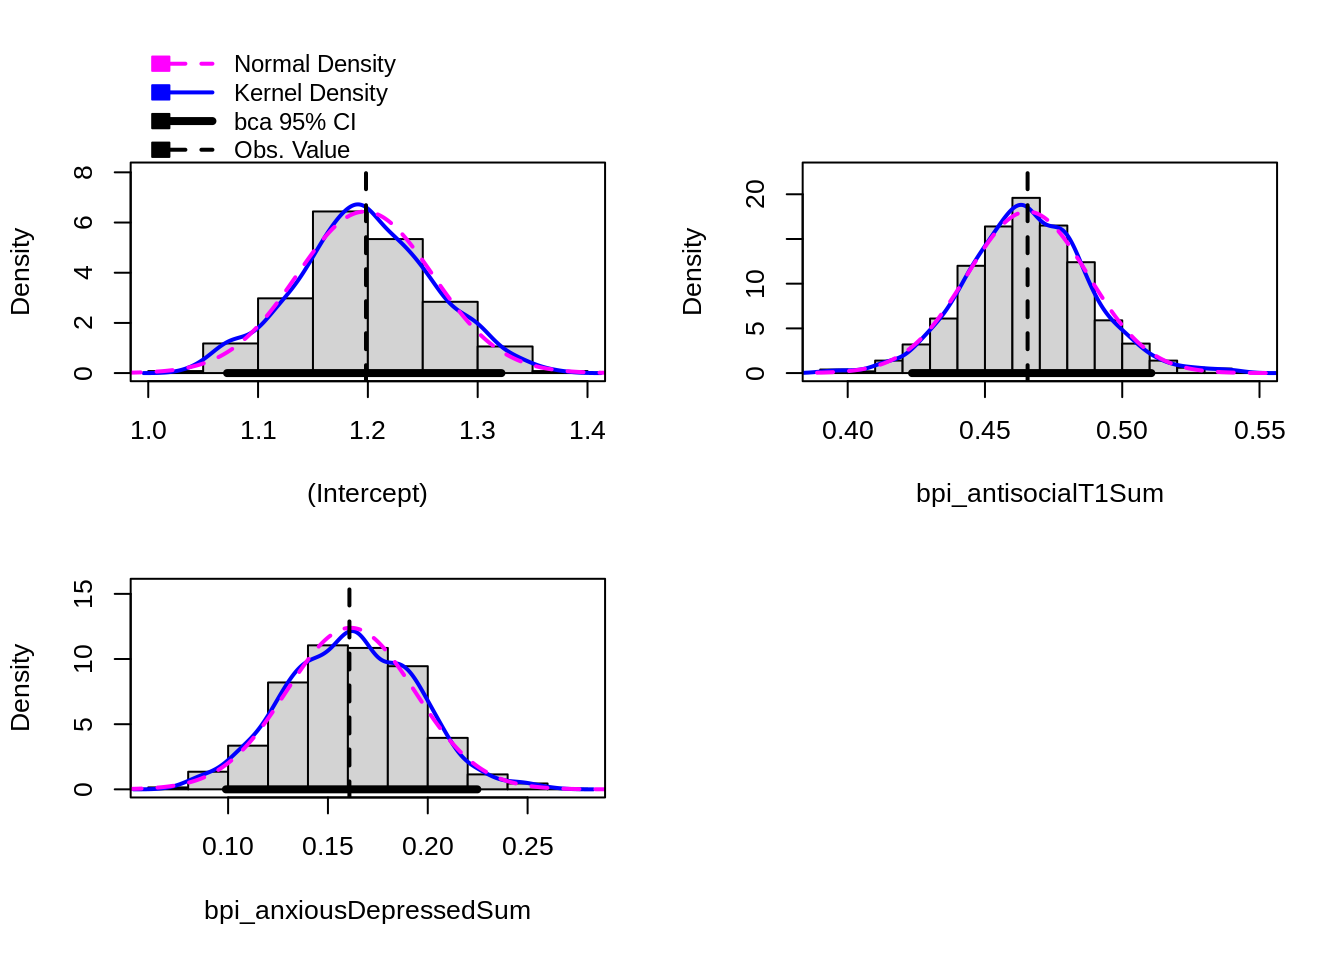 Normal Density
Kernel Density
bca 95% CI
Obs. Value
Density
0 2 4 6 8
1.0 1.1 1.2 1.3 1.4
(Intercept)
Density
0 5 10 20
0.40 0.45 0.50 0.55
bpi_antisocialT1Sum
Density
0 5 10 15
0.10 0.15 0.20 0.25
bpi_anxiousDepressedSum